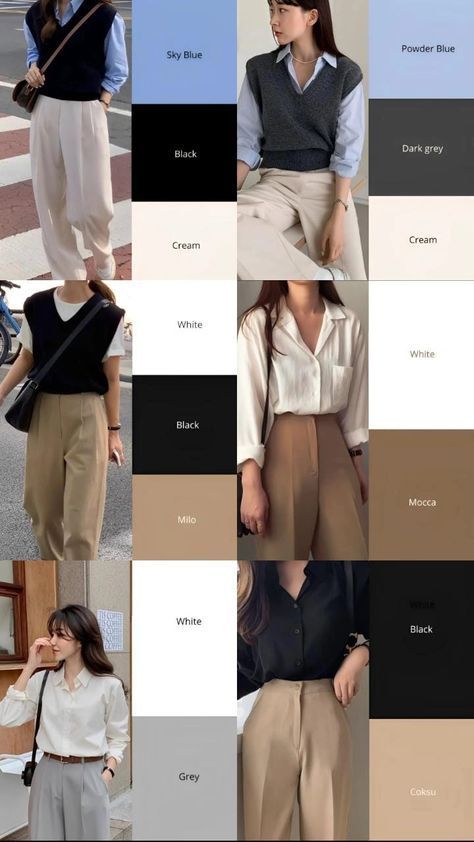 Sky Blue
Black
Cream
Powder Blue
Dark grey
Cream
White
Black
Milo
White
Mocca
White
Grey
White
Black
Coksu